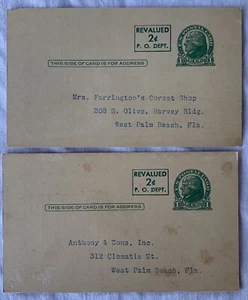 REVALUED
2¢
P. O. DEPT.
THIS SIDE OF CARD IS FOR ADDRESS
Mrs. Farrington's Corset Shop
208 S. Olive, Harvey Bldg.
West Palm Beach, Fla.
REVALUED
2¢
P. O. DEPT.
THIS SIDE OF CARD IS FOR ADDRESS
Anthony & Sons, Inc.
312 Clematis St.
West Palm Beach, Fla.